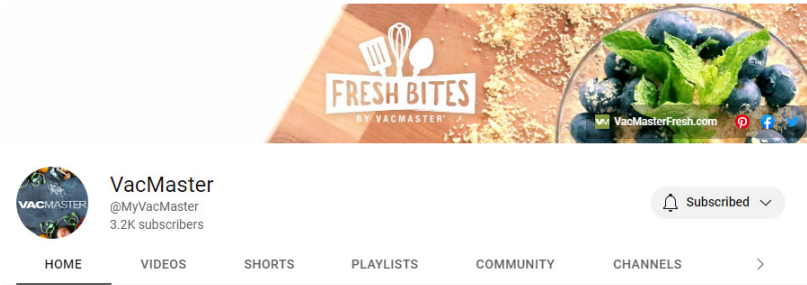 FRESH BITES
BY VACMASTER
VacMasterFresh.com
VACMASTER
VacMaster
@MyVacMaster
3.2K subscribers
Subscribed
HOME VIDEOS SHORTS PLAYLISTS COMMUNITY CHANNELS